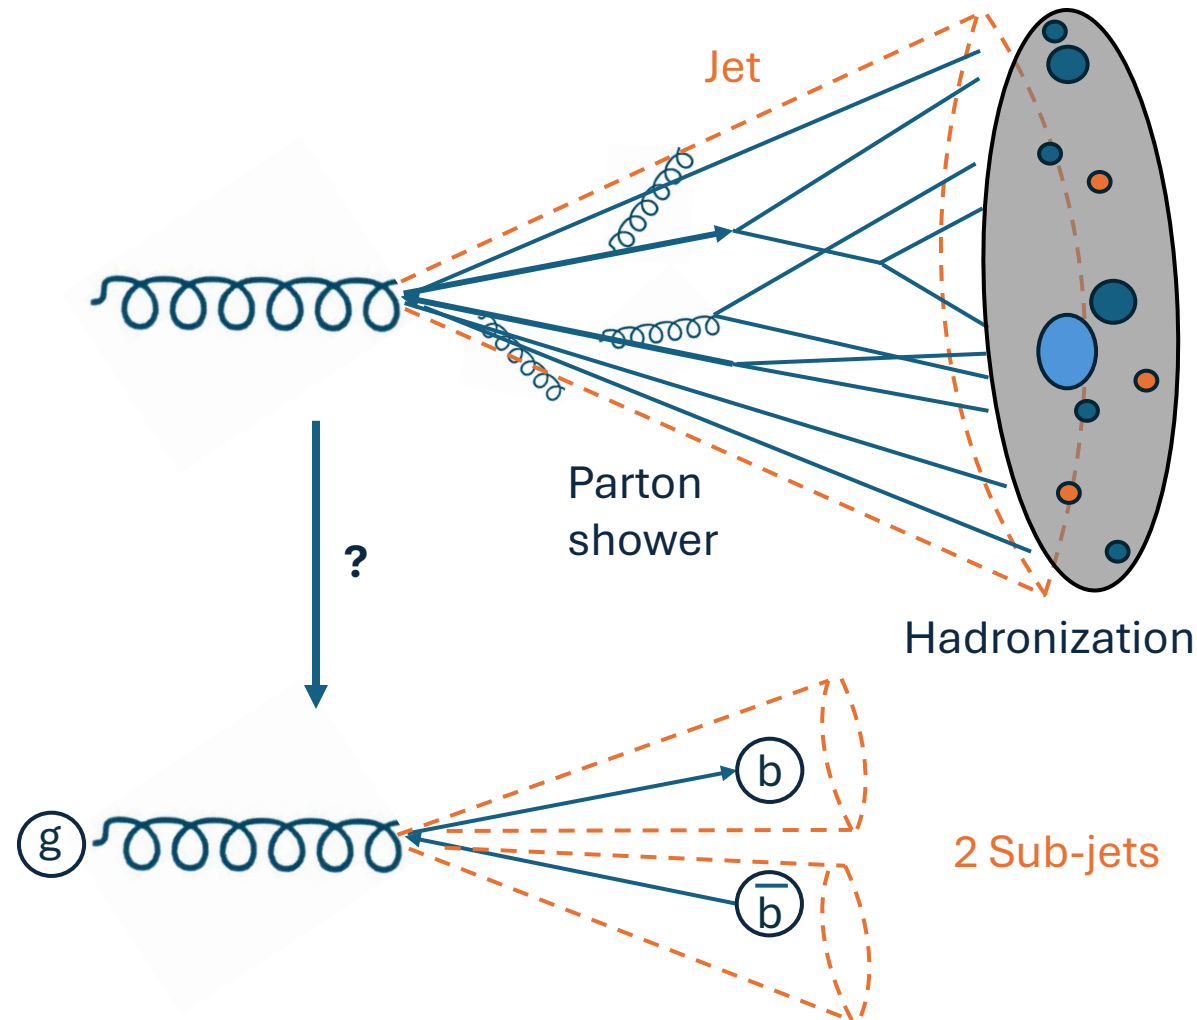 Jet
Parton
shower
?
Hadronization
b
g
2 Sub-jets
b̅